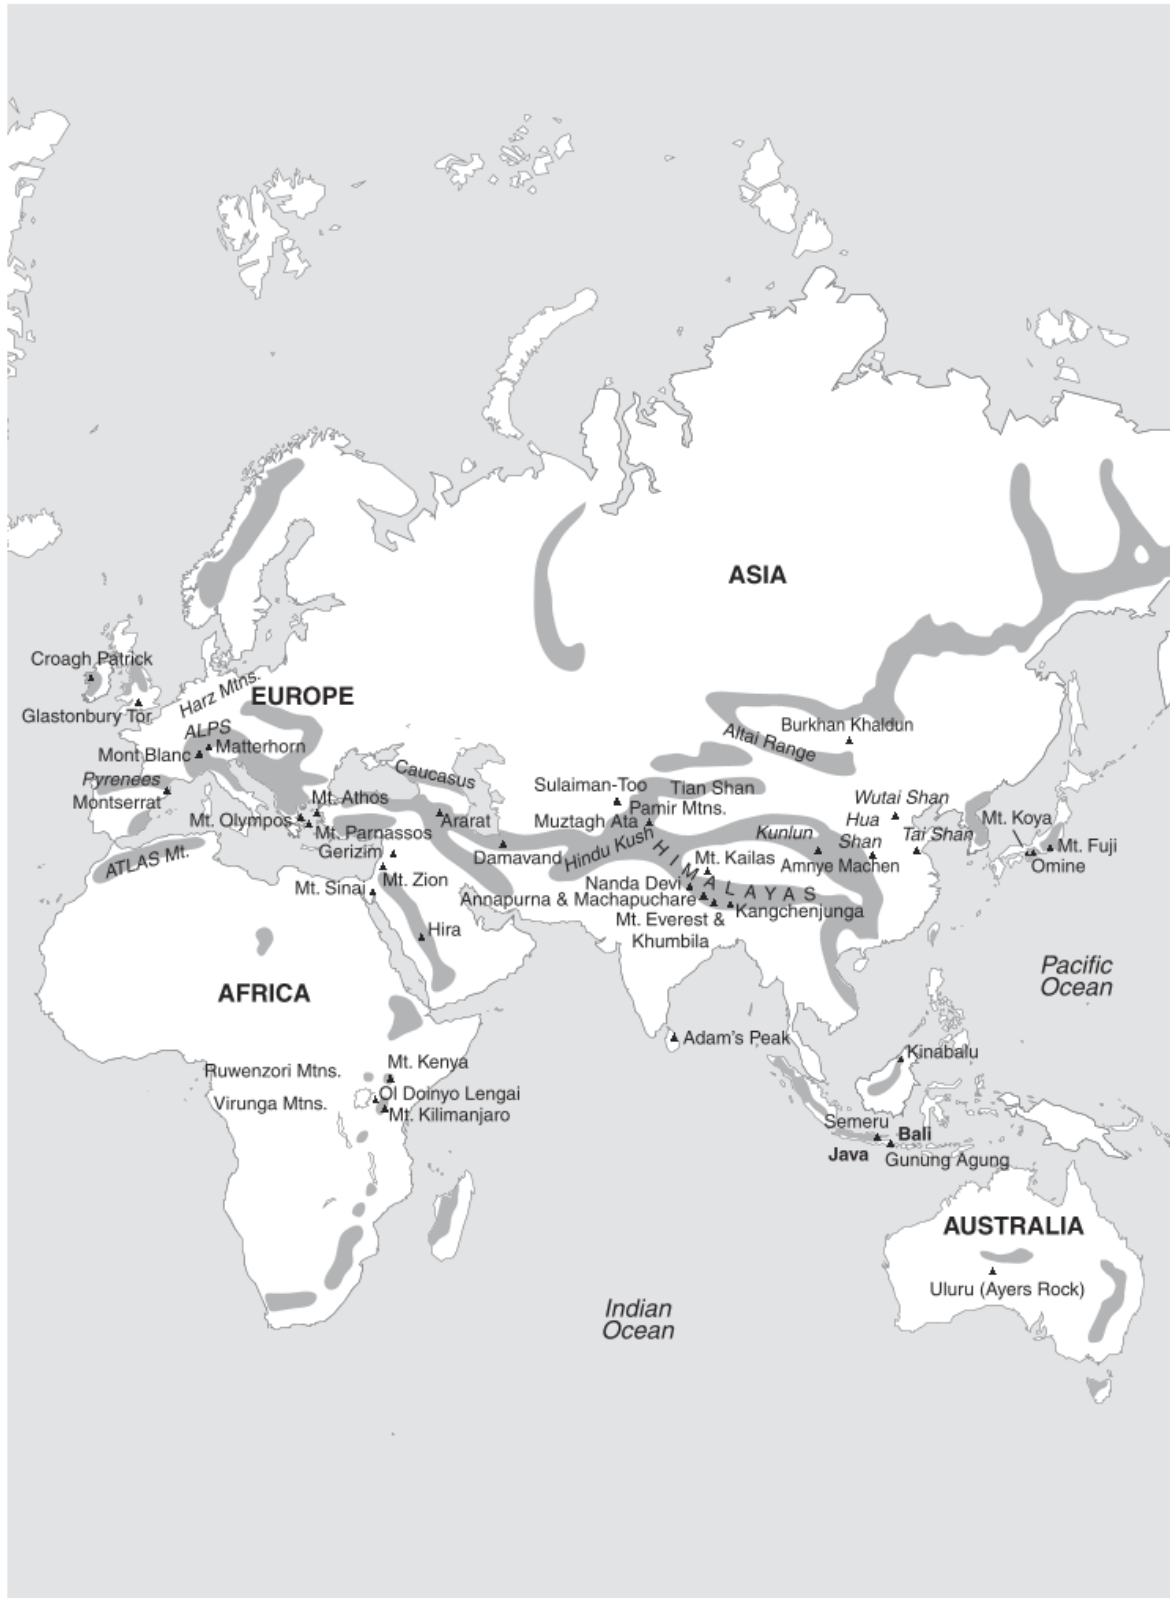 ASIA
Croagh Patrick
Harz Mtns.
EUROPE
Glastonbury Tor
ALPS
Matterhorn
Mont Blanc
Burkhan Khaldun
Altai Range
Caucasus
Pyrenees
Montserrat
Sulaiman-Too
Tian Shan
Pamir Mtns.
Mt. Athos
Mt. Olympos
Ararat
Muztagh Ata
Wutai Shan
Hua
Shan
Tai Shan
Mt. Koya
Mt. Fuji
Omine
Mt. Parnassos
Gerizim
Damavand
Hindu Kush
Kunlun
Amnye Machen
ATLAS Mt.
HIMALAYAS
Mt. Kailas
Mt. Zion
Mt. Sinai
Nanda Devi
Annapurna & Machapuchare
Kangchenjunga
Mt. Everest &
Khumbila
Hira
AFRICA
Pacific
Ocean
Adam's Peak
Kinabalu
Mt. Kenya
Ruwenzori Mtns.
Ol Doinyo Lengai
Virunga Mtns.
Mt. Kilimanjaro
Semeru
Bali
Java
Gunung Agung
AUSTRALIA
Uluru (Ayers Rock)
Indian
Ocean